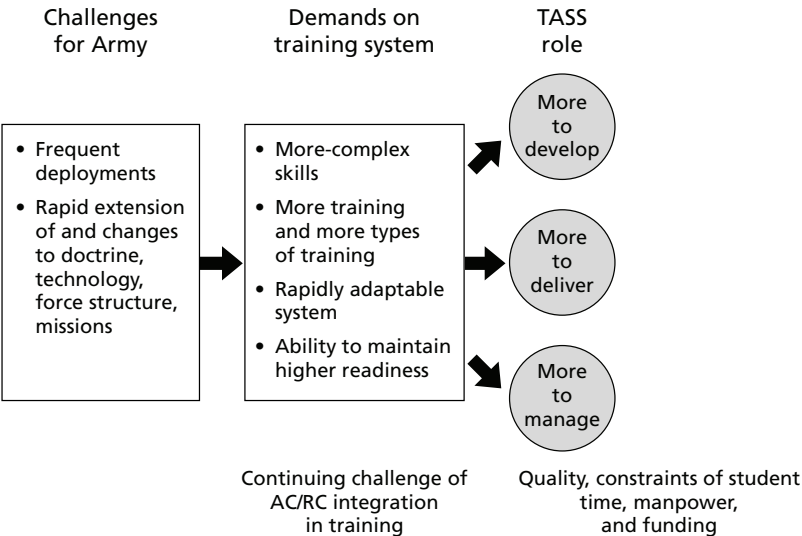 Challenges
for Army
Demands on
training system
TASS
role
• Frequent
deployments
• Rapid extension
of and changes
to doctrine,
technology,
force structure,
missions
• More-complex
skills
• More training
and more types
of training
• Rapidly adaptable
system
• Ability to maintain
higher readiness
More
to
develop
More
to
deliver
More
to
manage
Continuing challenge of
AC/RC integration
in training
Quality, constraints of student
time, manpower,
and funding